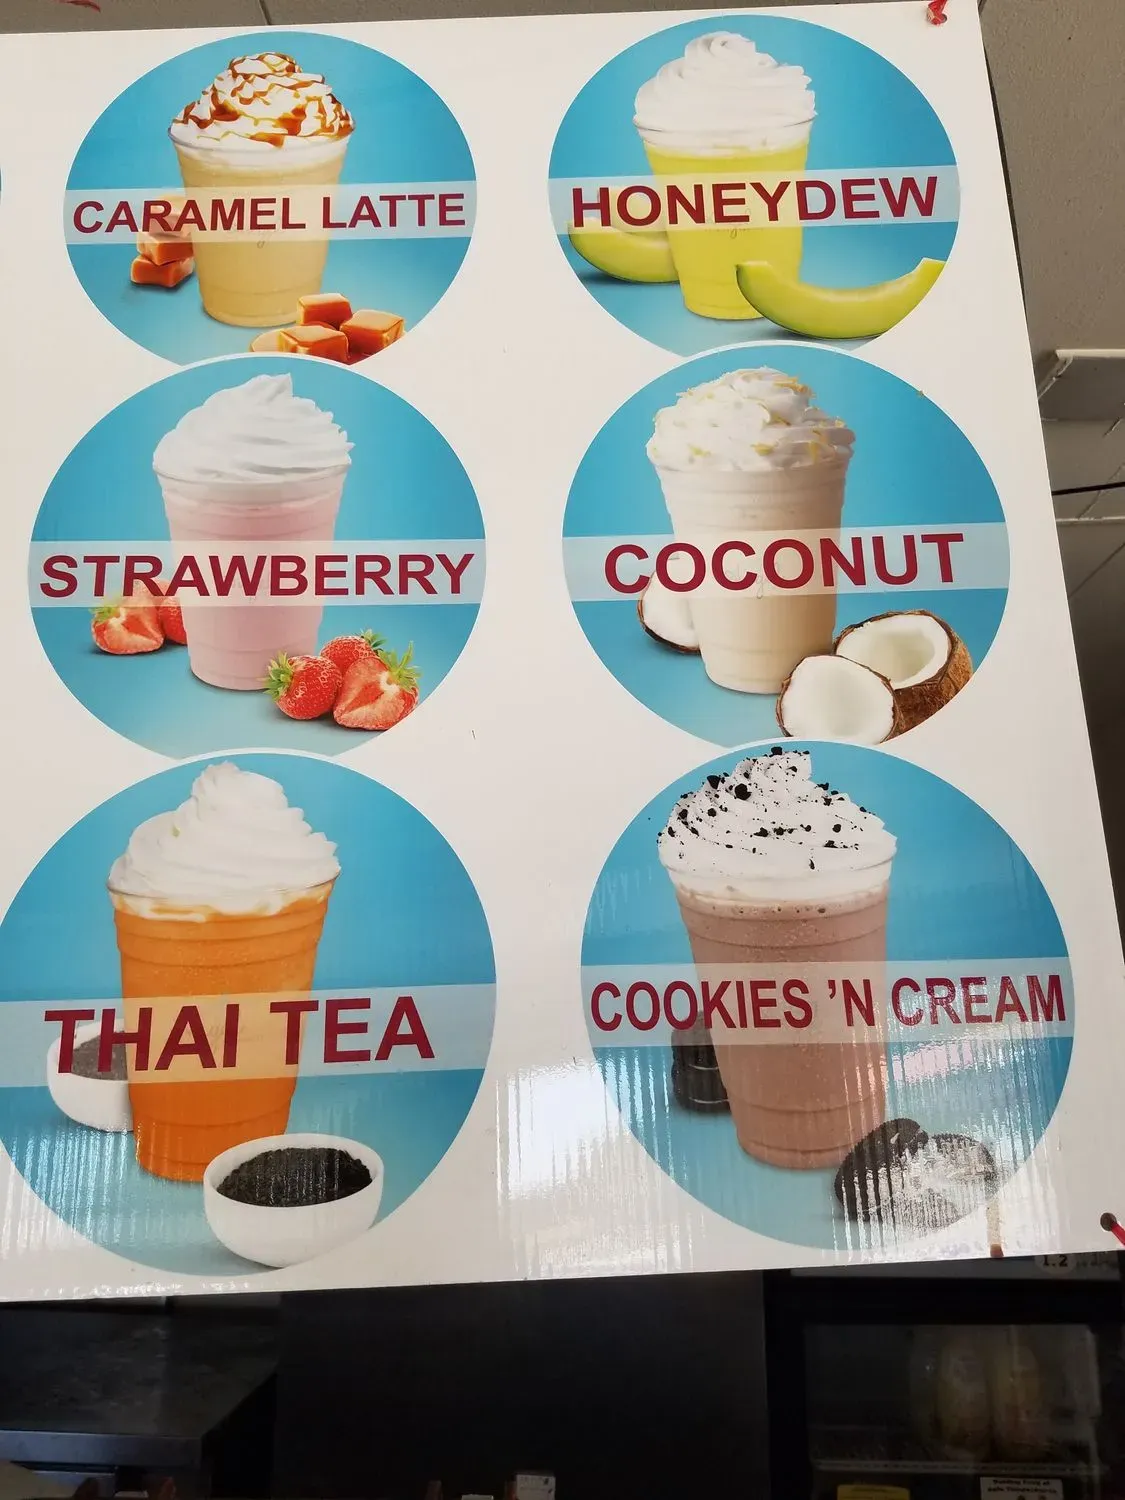 CARAMEL LATTE
HONEYDEW
STRAWBERRY
COCONUT
THAI TEA
COOKIES 'N CREAM